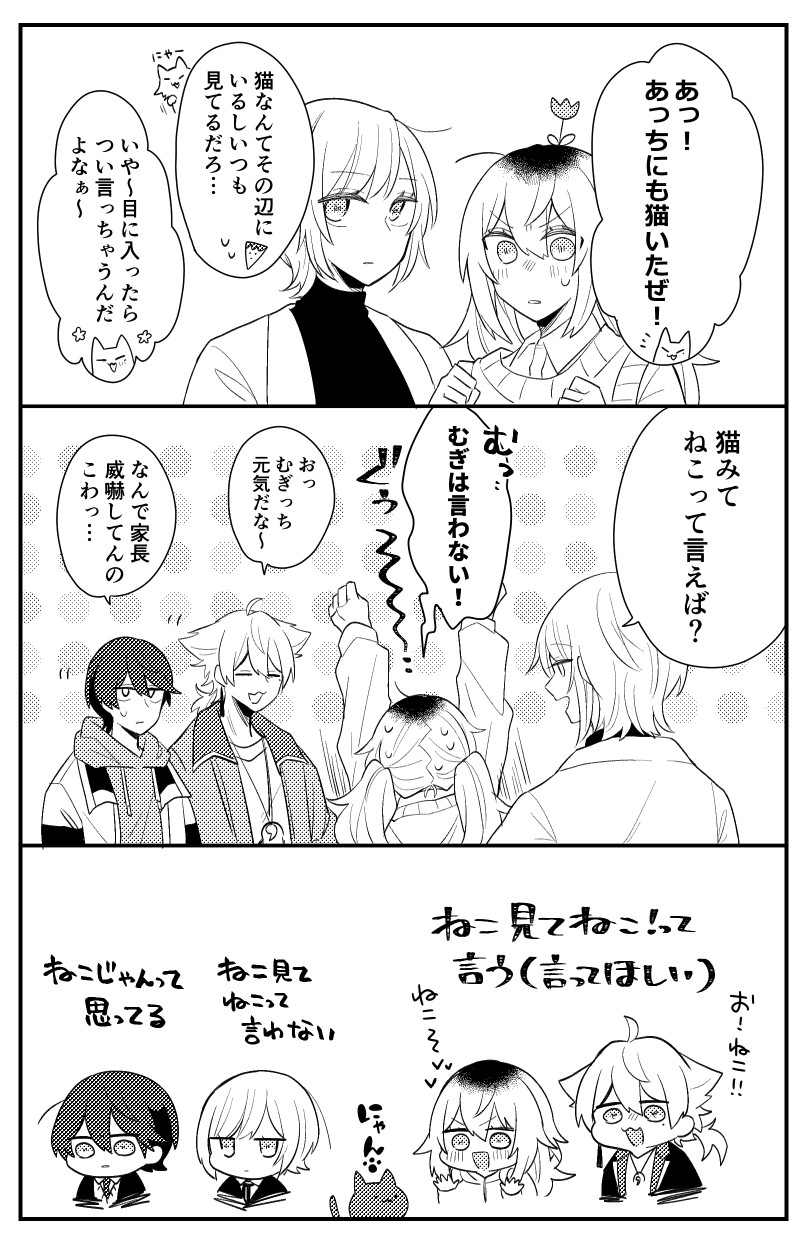 あっ！
あっちにも猫いたぜ！
猫なんてその辺に
いるしいつも
見てるだろ…
にゃー
いや〜目に入ったら
つい言っちゃうんだ
よなぁ〜
猫みて
ねこって言えば？
むっ…
むぎは言わない！
ぐぅ〜
おっ
むぎっち
元気だな〜
なんで家長
威嚇してんの
こわっ…
ねこ見てねこ！って
言う(言ってほしい)
お！ねこ!!
ねこそ
ねこ見て
ねこって
言わない
にゃん
ねこじゃんって
思ってる